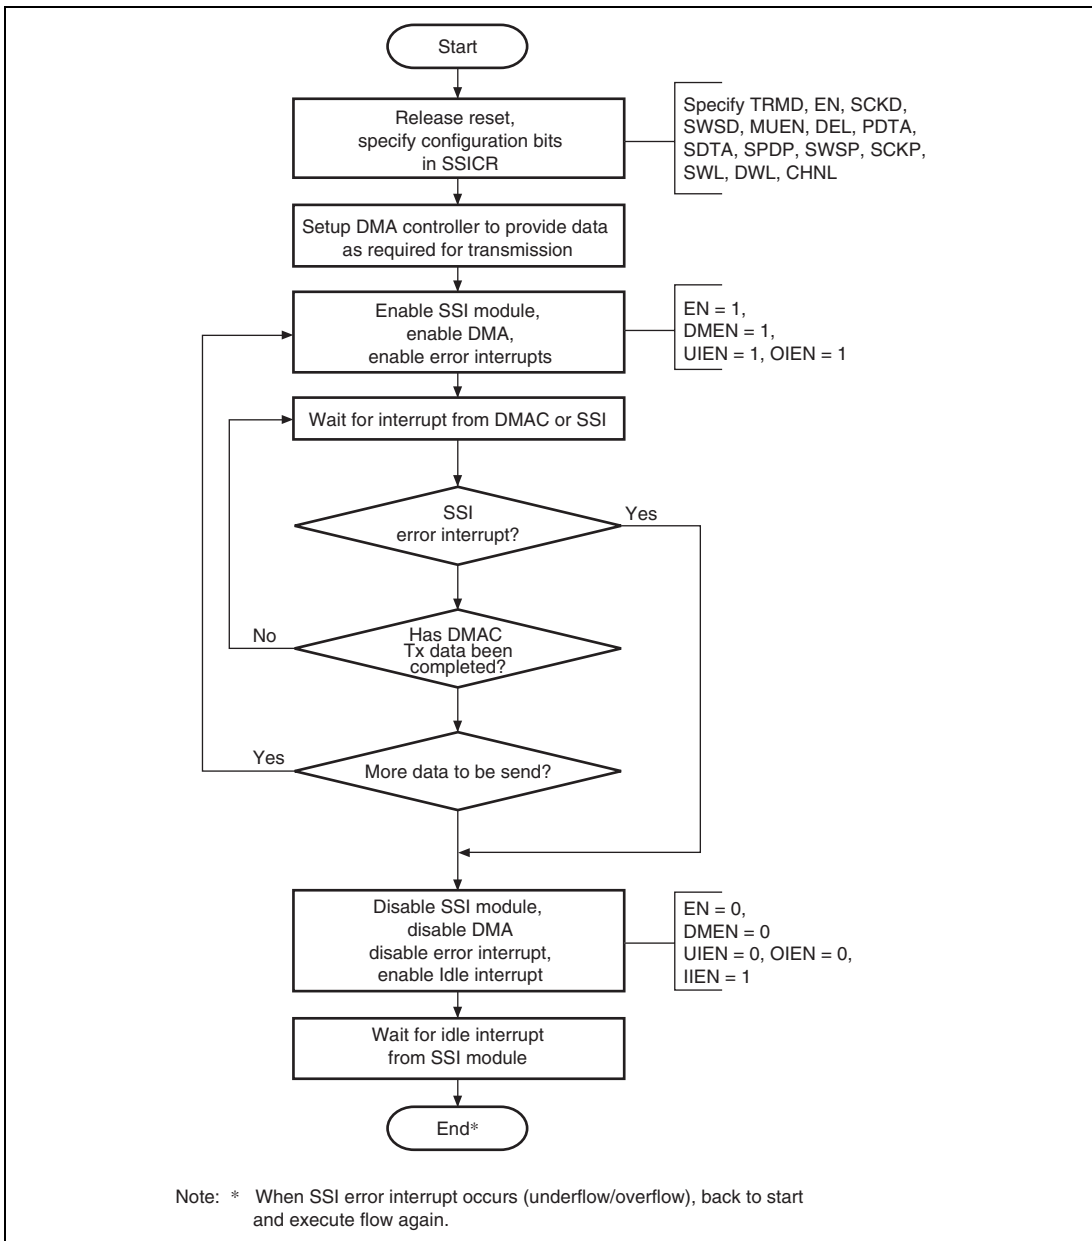 Start
Release reset,
specify configuration bits
in SSICR
Specify TRMD, EN, SCKD,
SWSD, MUEN, DEL, PDTA,
SDTA, SPDP, SWSP, SCKP,
SWL, DWL, CHNL
Setup DMA controller to provide data
as required for transmission
Enable SSI module,
enable DMA,
enable error interrupts
EN = 1,
DMEN = 1,
UIEN = 1, OIEN = 1
Wait for interrupt from DMAC or SSI
SSI
error interrupt?
Yes
Has DMAC
Tx data been
completed?
No
More data to be send?
Yes
Disable SSI module,
disable DMA
disable error interrupt,
enable Idle interrupt
EN = 0,
DMEN = 0
UIEN = 0, OIEN = 0,
IIEN = 1
Wait for idle interrupt
from SSI module
End*
Note: * When SSI error interrupt occurs (underflow/overflow), back to start
and execute flow again.